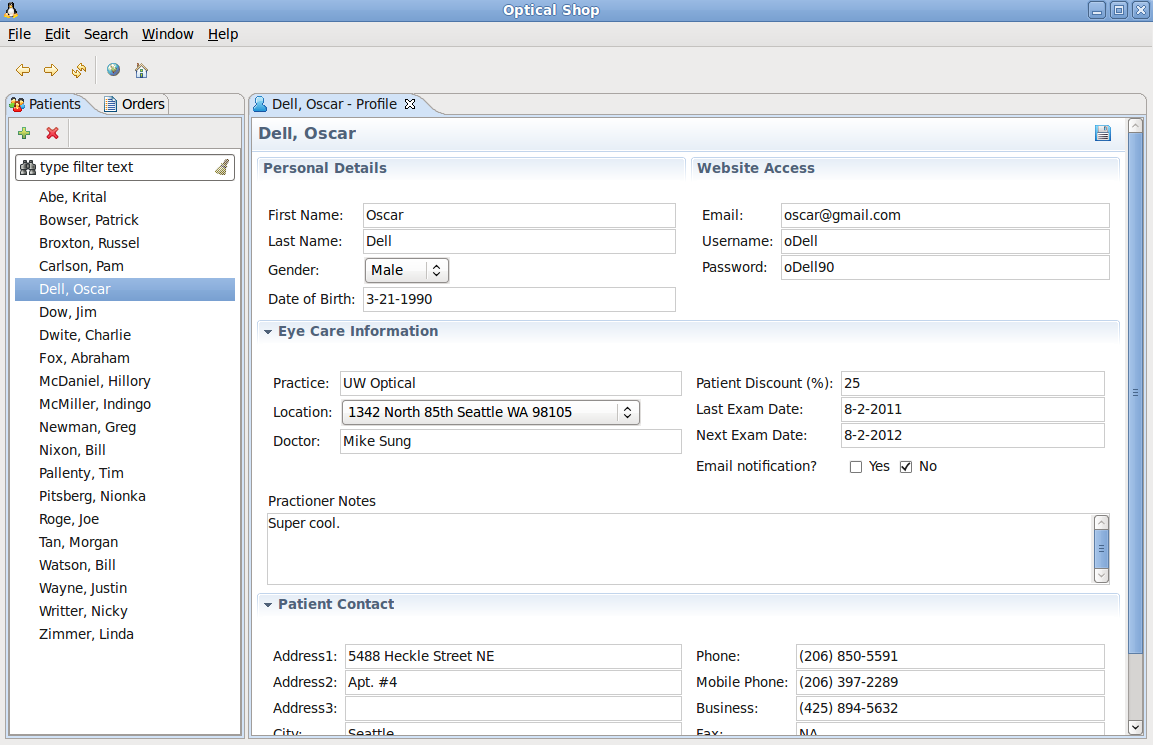 Optical Shop
File Edit Search Window Help
Patients Orders
type filter text
Abe, Krital
Bowser, Patrick
Broxton, Russel
Carlson, Pam
Dell, Oscar
Dow, Jim
Dwite, Charlie
Fox, Abraham
McDaniel, Hillory
McMiller, Indingo
Newman, Greg
Nixon, Bill
Pallenty, Tim
Pitsberg, Nionka
Roge, Joe
Tan, Morgan
Watson, Bill
Wayne, Justin
Writter, Nicky
Zimmer, Linda
Dell, Oscar - Profile
Dell, Oscar
Personal Details
First Name: Oscar
Last Name: Dell
Gender: Male
Date of Birth: 3-21-1990
Website Access
Email: oscar@gmail.com
Username: oDell
Password: oDell90
Eye Care Information
Practice: UW Optical
Location: 1342 North 85th Seattle WA 98105
Doctor: Mike Sung
Patient Discount (%): 25
Last Exam Date: 8-2-2011
Next Exam Date: 8-2-2012
Email notification? Yes No
Practioner Notes
Super cool.
Patient Contact
Address1: 5488 Heckle Street NE
Address2: Apt. #4
Address3:
City: Seattle
Phone: (206) 850-5591
Mobile Phone: (206) 397-2289
Business: (425) 894-5632
Fax: NA